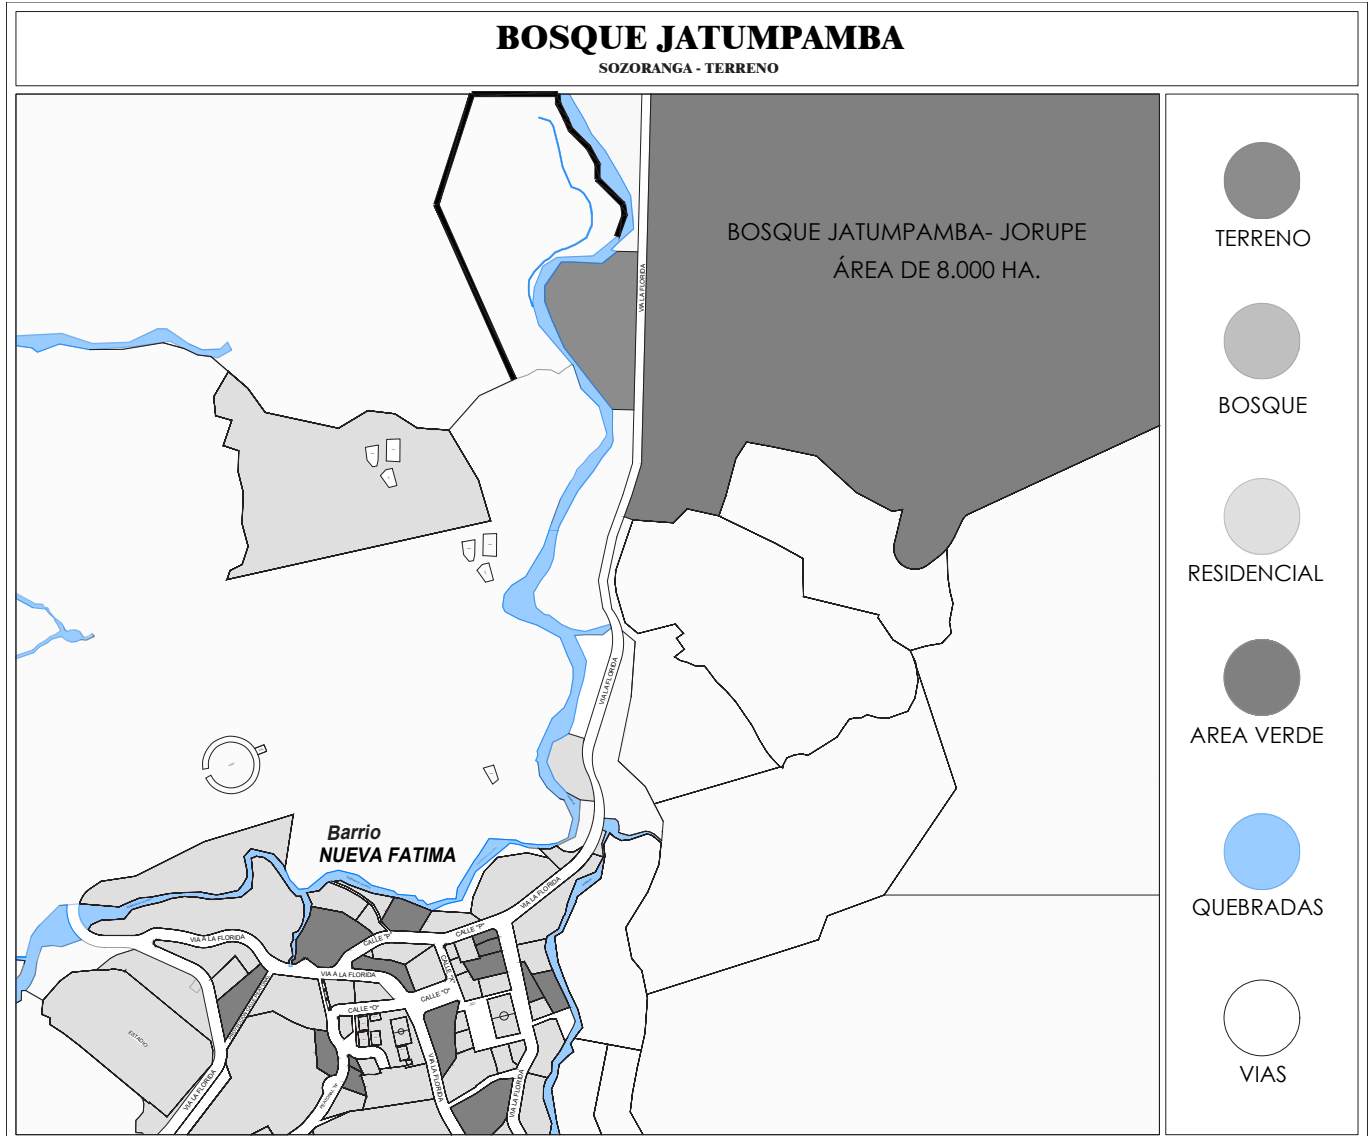 BOSQUE JATUMPAMBA
SOZORANGA - TERRENO
BOSQUE JATUMPAMBA- JORUPE
ÁREA DE 8.000 HA.
VIA LA FLORIDA
VIA LA FLORIDA
Barrio
NUEVA FATIMA
VIA LA FLORIDA
VIA A LA FLORIDA
CALLE "P"
CALLE "P"
VIA A LA FLORIDA
CALLE "K"
CALLE "O"
CALLE "O"
ESTADIO
VIA LA FLORIDA
VIA LA FLORIDA
VIA LA FLORIDA
TERRENO
BOSQUE
RESIDENCIAL
AREA VERDE
QUEBRADAS
VIAS